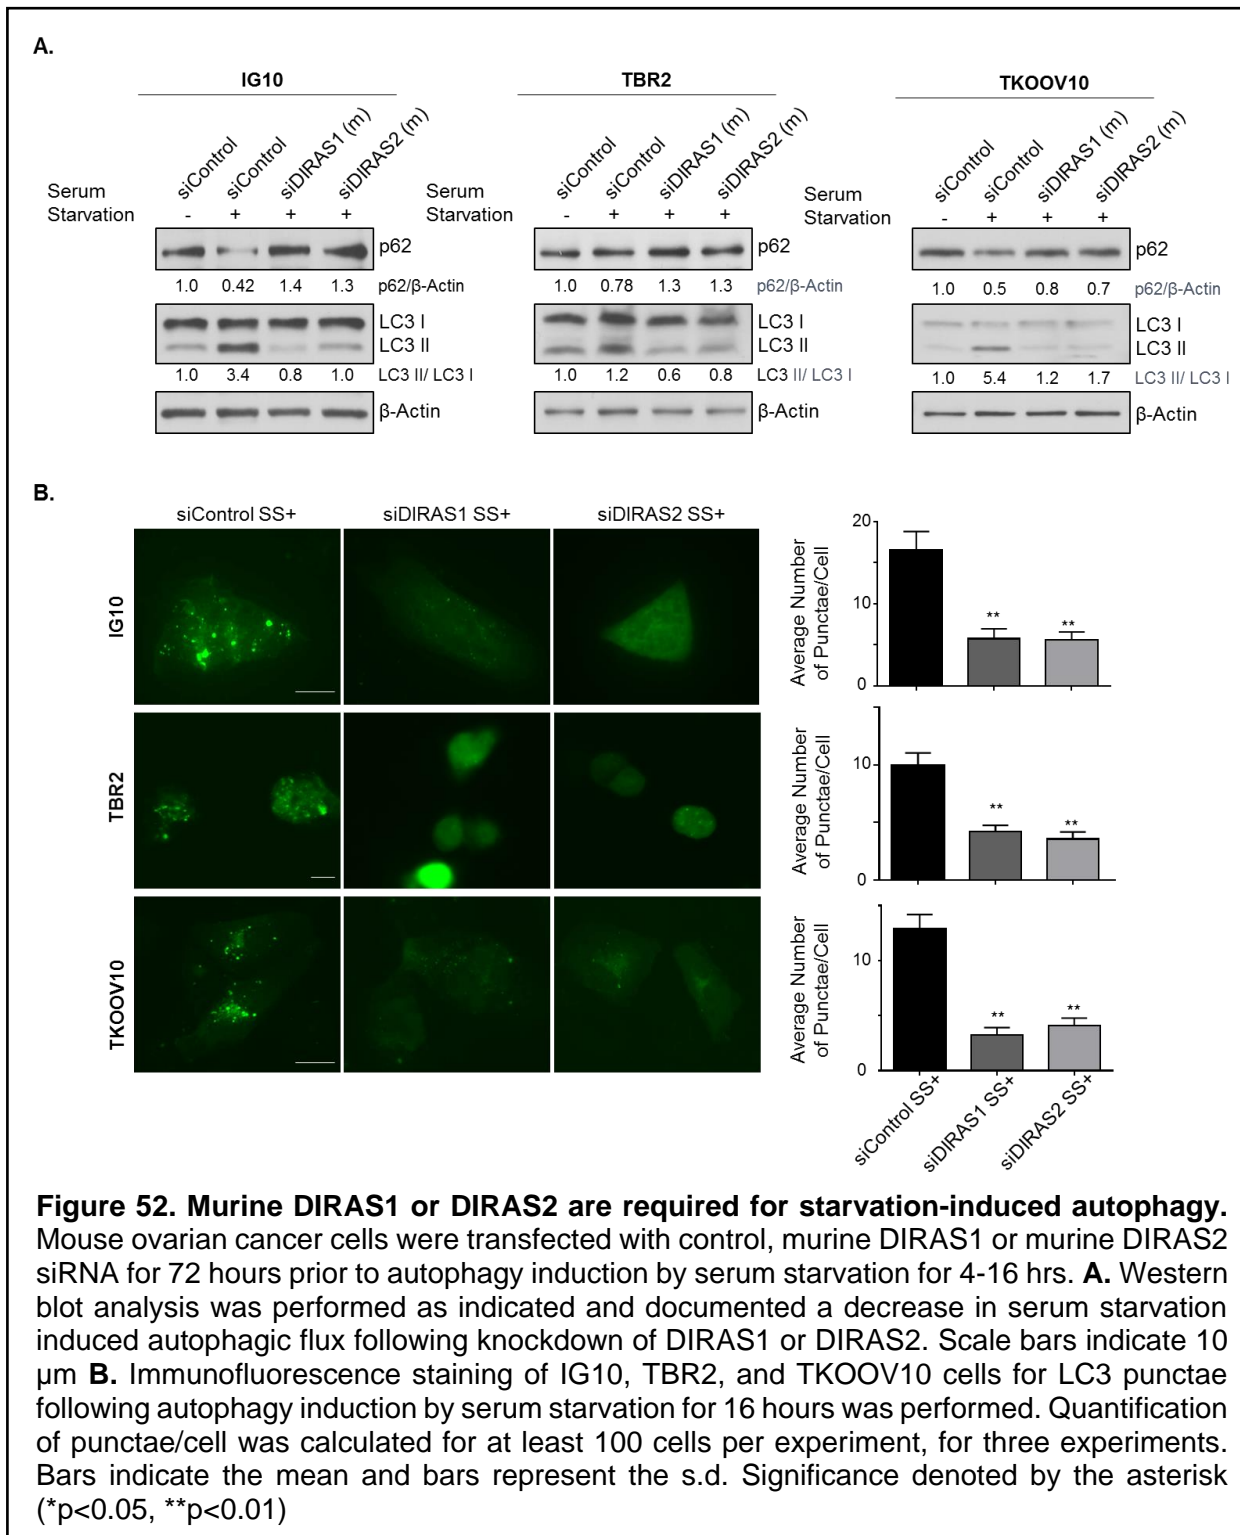 A.
IG10
TBR2
TKOOV10
siControl siControl siDIRAS1 (m) siDIRAS2 (m)
siControl siControl siDIRAS1 (m) siDIRAS2 (m)
siControl siControl siDIRAS1 (m) siDIRAS2 (m)
Serum
Starvation - + + +
Serum
Starvation - + + +
Serum
Starvation - + + +
p62
p62
p62
1.0 0.42 1.4 1.3 p62/β-Actin
1.0 0.78 1.3 1.3 p62/β-Actin
1.0 0.5 0.8 0.7 p62/β-Actin
LC3 I
LC3 II
LC3 I
LC3 II
LC3 I
LC3 II
1.0 3.4 0.8 1.0 LC3 II/ LC3 I
1.0 1.2 0.6 0.8 LC3 II/ LC3 I
1.0 5.4 1.2 1.7 LC3 II/ LC3 I
β-Actin
β-Actin
β-Actin
B.
siControl SS+ siDIRAS1 SS+ siDIRAS2 SS+
IG10
Average Number
of Punctae/Cell
20
10
0
**
**
TBR2
Average Number
of Punctae/Cell
10
0
**
**
TKOOV10
Average Number
of Punctae/Cell
10
0
**
**
siControl SS+
siDIRAS1 SS+
siDIRAS2 SS+
Figure 52. Murine DIRAS1 or DIRAS2 are required for starvation-induced autophagy.
Mouse ovarian cancer cells were transfected with control, murine DIRAS1 or murine DIRAS2
siRNA for 72 hours prior to autophagy induction by serum starvation for 4-16 hrs. A. Western
blot analysis was performed as indicated and documented a decrease in serum starvation
induced autophagic flux following knockdown of DIRAS1 or DIRAS2. Scale bars indicate 10
µm B. Immunofluorescence staining of IG10, TBR2, and TKOOV10 cells for LC3 punctae
following autophagy induction by serum starvation for 16 hours was performed. Quantification
of punctae/cell was calculated for at least 100 cells per experiment, for three experiments.
Bars indicate the mean and bars represent the s.d. Significance denoted by the asterisk
(*p<0.05, **p<0.01)